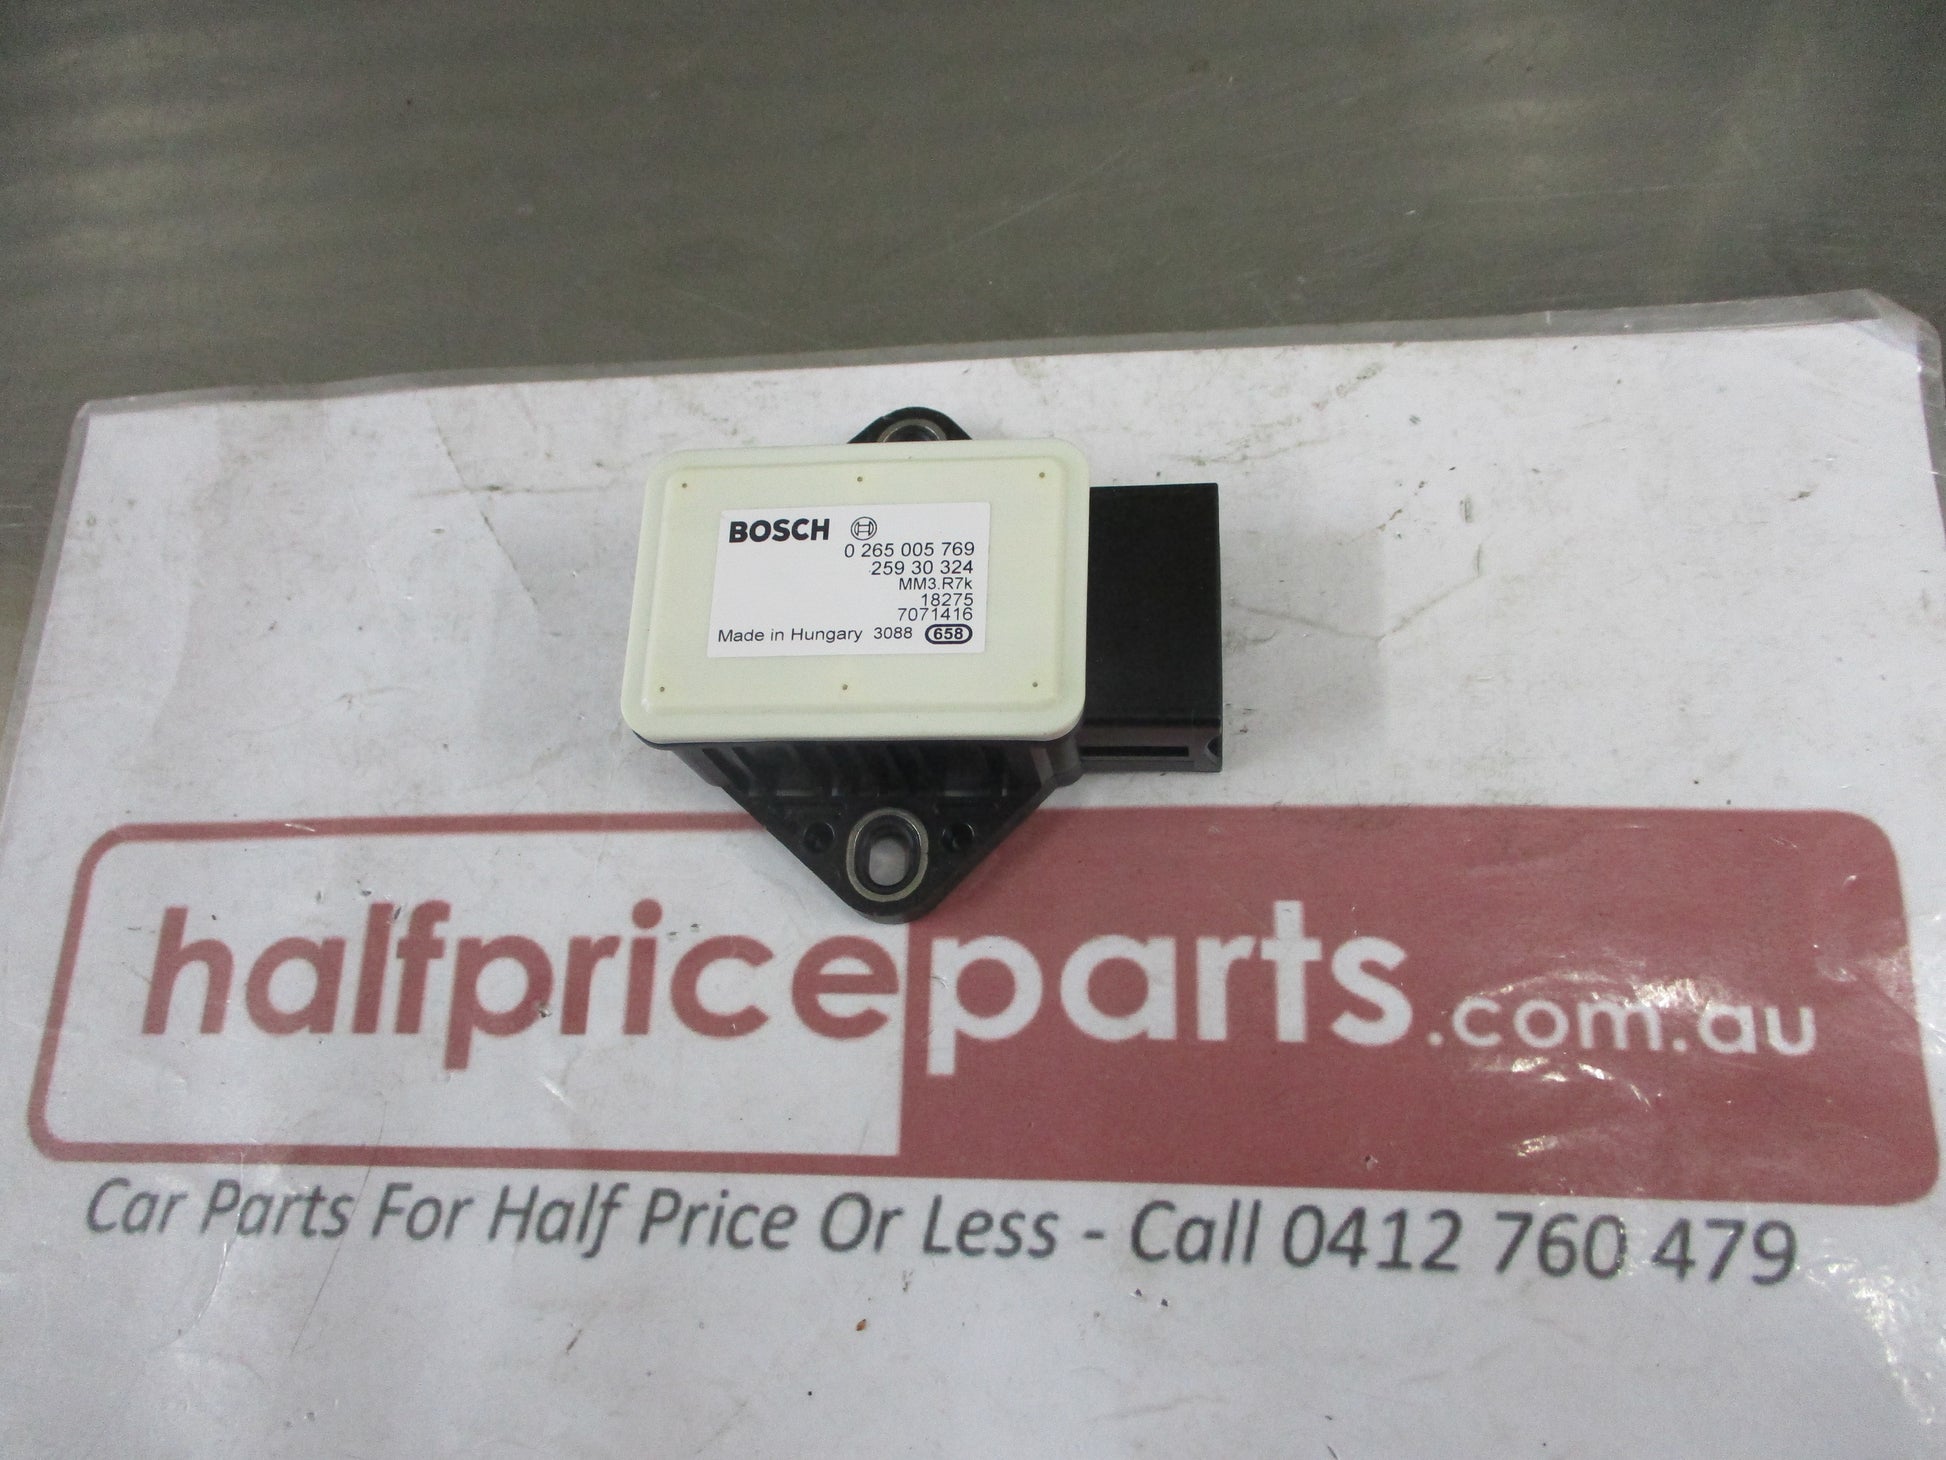 BOSCH
0 265 005 769
259 30 324
MM3.R7k
18275
7071416
Made in Hungary 3088 658
halfpriceparts.com.au
Car Parts For Half Price Or Less - Call 0412 760 479